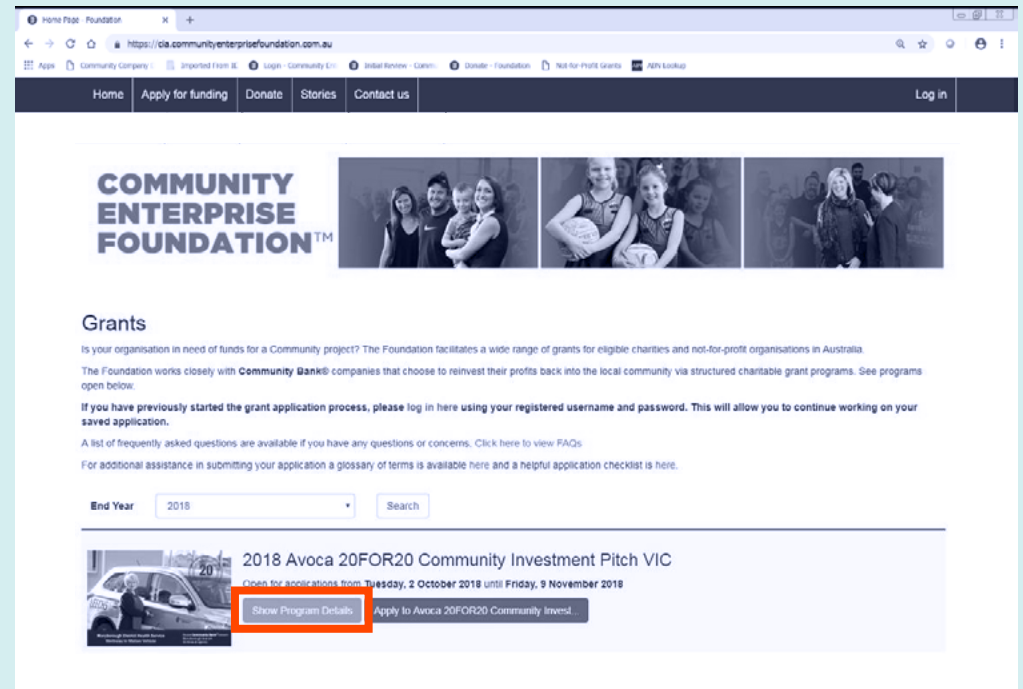 Home Page - Foundation
https://cia.communityenterprisefoundation.com.au
Apps Community Company Imported From IE Login - Community En Initial Review - Comm Donate - Foundation Not-for-Profit Grants ABN Lookup
Home Apply for funding Donate Stories Contact us Log in
COMMUNITY
ENTERPRISE
FOUNDATION™
Grants
Is your organisation in need of funds for a Community project? The Foundation facilitates a wide range of grants for eligible charities and not-for-profit organisations in Australia.
The Foundation works closely with Community Bank® companies that choose to reinvest their profits back into the local community via structured charitable grant programs. See programs
open below.
If you have previously started the grant application process, please log in here using your registered username and password. This will allow you to continue working on your
saved application.
A list of frequently asked questions are available if you have any questions or concerns. Click here to view FAQs
For additional assistance in submitting your application a glossary of terms is available here and a helpful application checklist is here.
End Year 2018 Search
2018 Avoca 20FOR20 Community Investment Pitch VIC
Open for applications from Tuesday, 2 October 2018 until Friday, 9 November 2018
Show Program Details Apply to Avoca 20FOR20 Community Invest...
20
Maryborough District Health Service